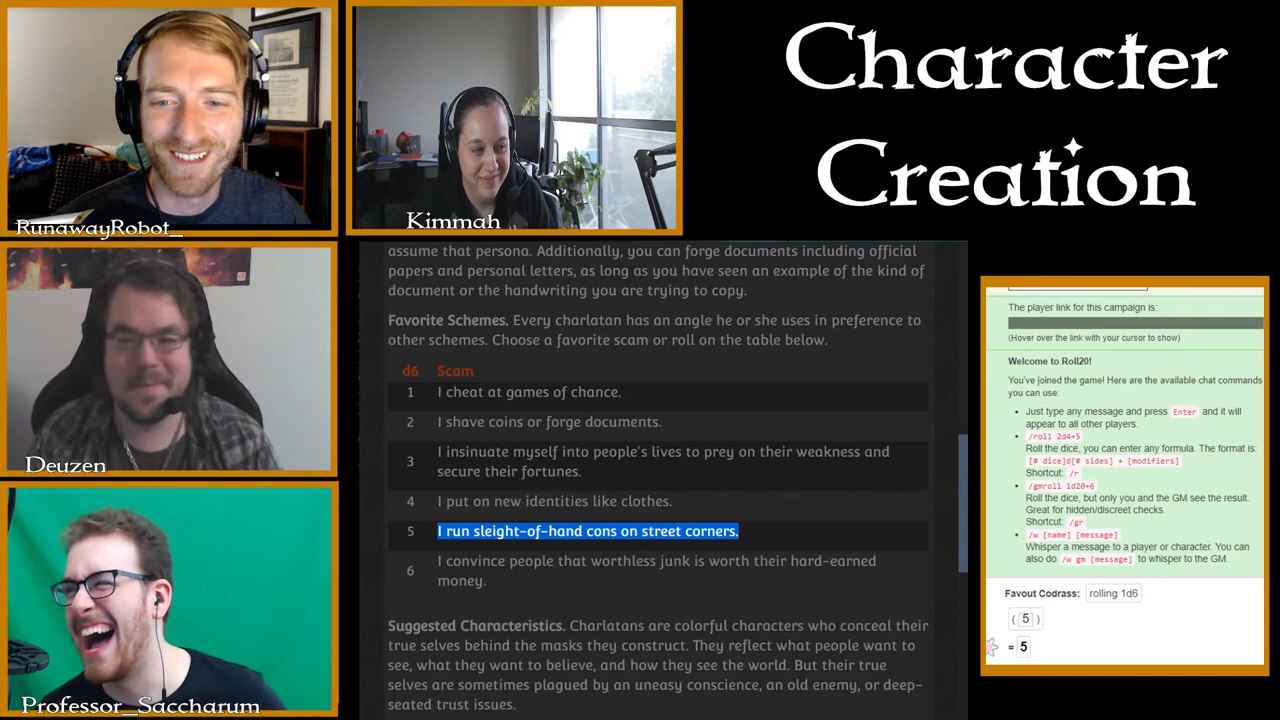 Character
Creation
RunawayRobot_
Kimmah
Deuzen
Professor_Saccharum
assume that persona. Additionally, you can forge documents including official
papers and personal letters, as long as you have seen an example of the kind of
document or the handwriting you are trying to copy.
Favorite Schemes. Every charlatan has an angle he or she uses in preference to
other schemes. Choose a favorite scam or roll on the table below.
d6 Scam
1 I cheat at games of chance.
2 I shave coins or forge documents.
3 I insinuate myself into people's lives to prey on their weakness and
secure their fortunes.
4 I put on new identities like clothes.
5 I run sleight-of-hand cons on street corners.
6 I convince people that worthless junk is worth their hard-earned
money.
Suggested Characteristics. Charlatans are colorful characters who conceal their
true selves behind the masks they construct. They reflect what people want to
see, what they want to believe, and how they see the world. But their true
selves are sometimes plagued by an uneasy conscience, an old enemy, or deep-
seated trust issues.
The player link for this campaign is:
(Hover over the link with your cursor to show)
Welcome to Roll20!
You've joined the game! Here are the available chat commands
you can use:
Just type any message and press Enter and it will
appear to all other players.
/roll 2d4+5
Roll the dice, you can enter any formula. The format is:
[# dice]d[# sides] + [modifiers]
Shortcut: /r
/gmroll 1d20+6
Roll the dice, but only you and the GM see the result.
Great for hidden/discreet checks.
Shortcut: /gr
/w [name] [message]
Whisper a message to a player or character. You can
also do /w gm [message] to whisper to the GM.
Favout Codrass: rolling 1d6
(5)
= 5